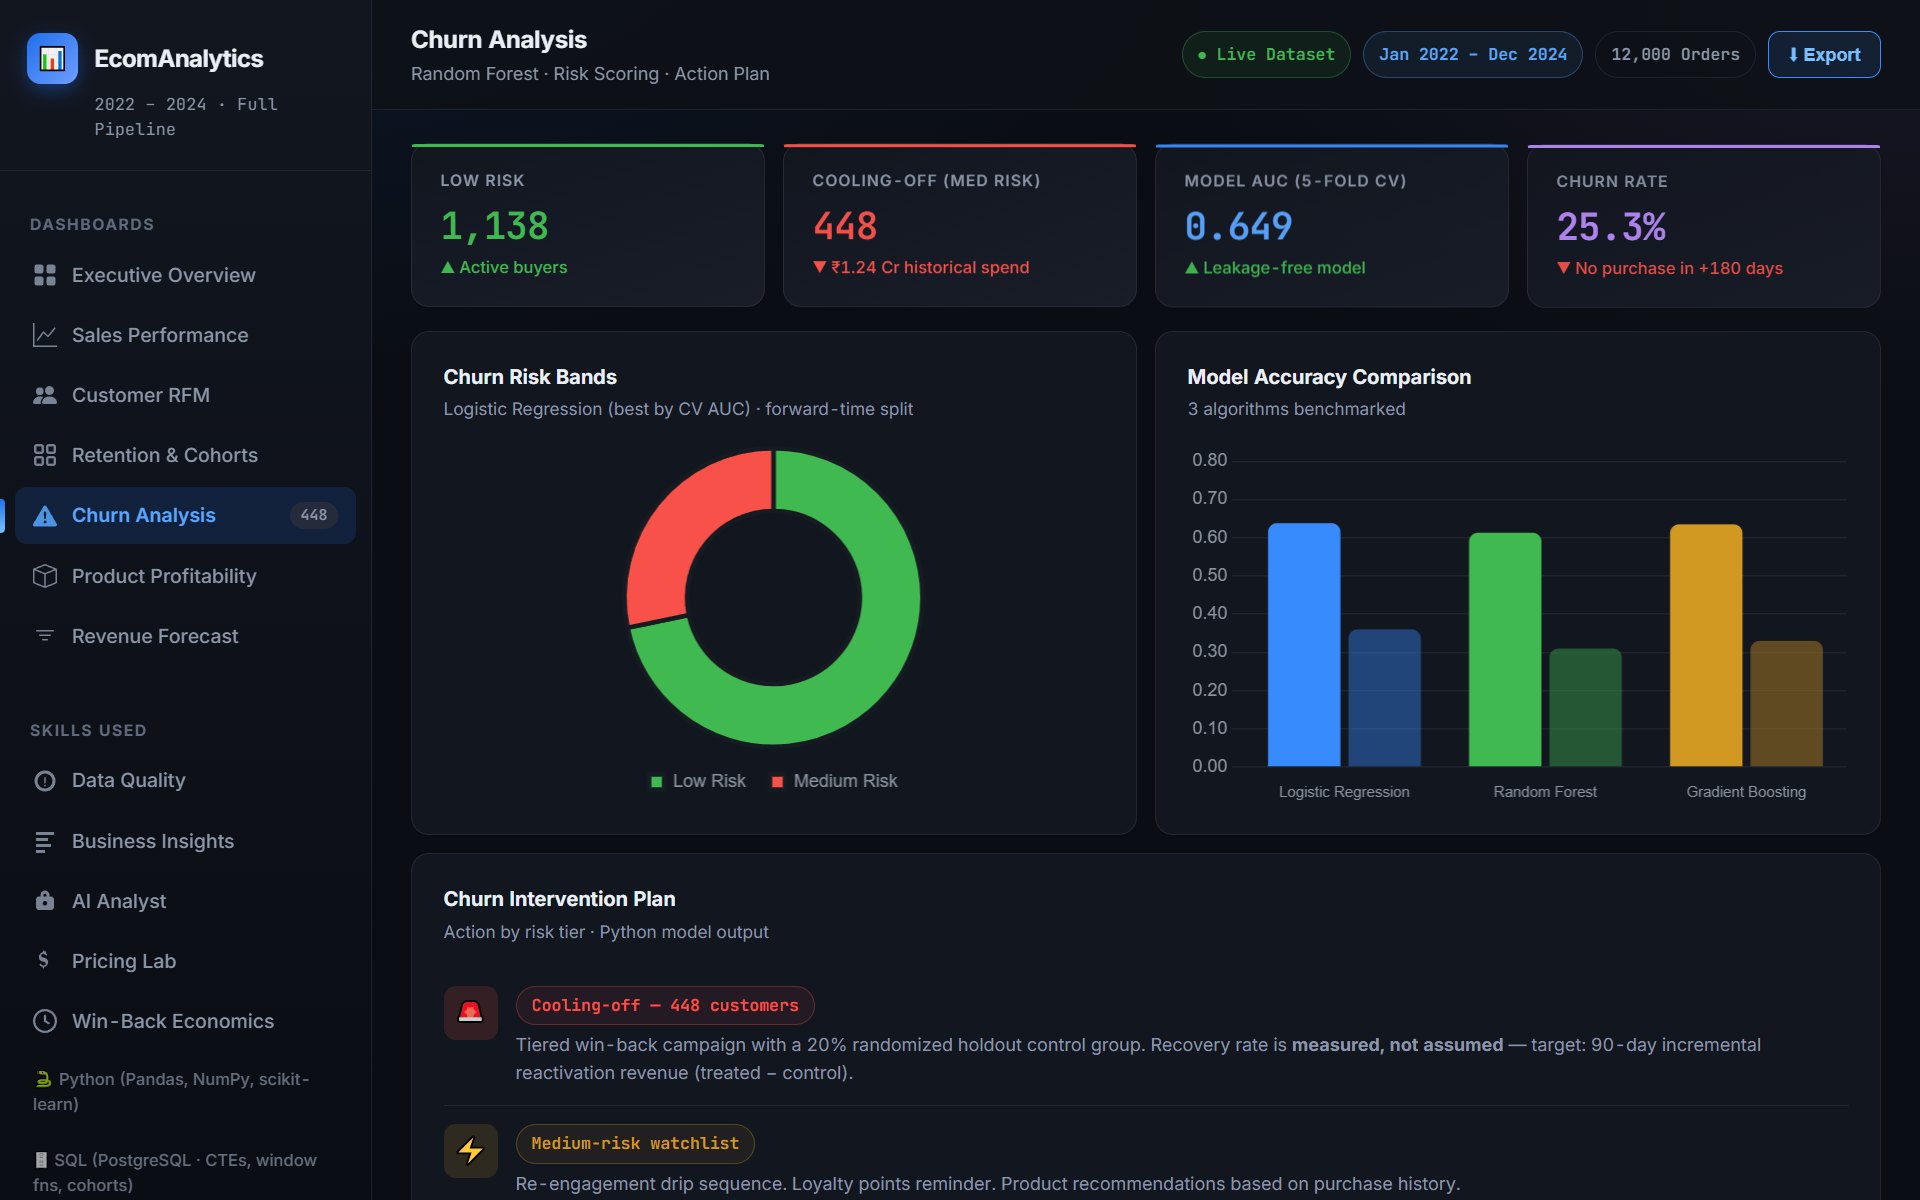 EcomAnalytics
2022 – 2024 · Full
Pipeline
DASHBOARDS
Executive Overview
Sales Performance
Customer RFM
Retention & Cohorts
Churn Analysis 448
Product Profitability
Revenue Forecast
SKILLS USED
Data Quality
Business Insights
AI Analyst
Pricing Lab
Win-Back Economics
Python (Pandas, NumPy, scikit-
learn)
SQL (PostgreSQL · CTEs, window
fns, cohorts)
Churn Analysis
Random Forest · Risk Scoring · Action Plan
● Live Dataset
Jan 2022 – Dec 2024
12,000 Orders
⬇ Export
LOW RISK
1,138
▲ Active buyers
COOLING-OFF (MED RISK)
448
▼ ₹1.24 Cr historical spend
MODEL AUC (5-FOLD CV)
0.649
▲ Leakage-free model
CHURN RATE
25.3%
▼ No purchase in +180 days
Churn Risk Bands
Logistic Regression (best by CV AUC) · forward-time split
Low Risk
Medium Risk
Model Accuracy Comparison
3 algorithms benchmarked
0.80
0.70
0.60
0.50
0.40
0.30
0.20
0.10
0.00
Logistic Regression
Random Forest
Gradient Boosting
Churn Intervention Plan
Action by risk tier · Python model output
Cooling-off — 448 customers
Tiered win-back campaign with a 20% randomized holdout control group. Recovery rate is measured, not assumed — target: 90-day incremental
reactivation revenue (treated − control).
Medium-risk watchlist
Re-engagement drip sequence. Loyalty points reminder. Product recommendations based on purchase history.